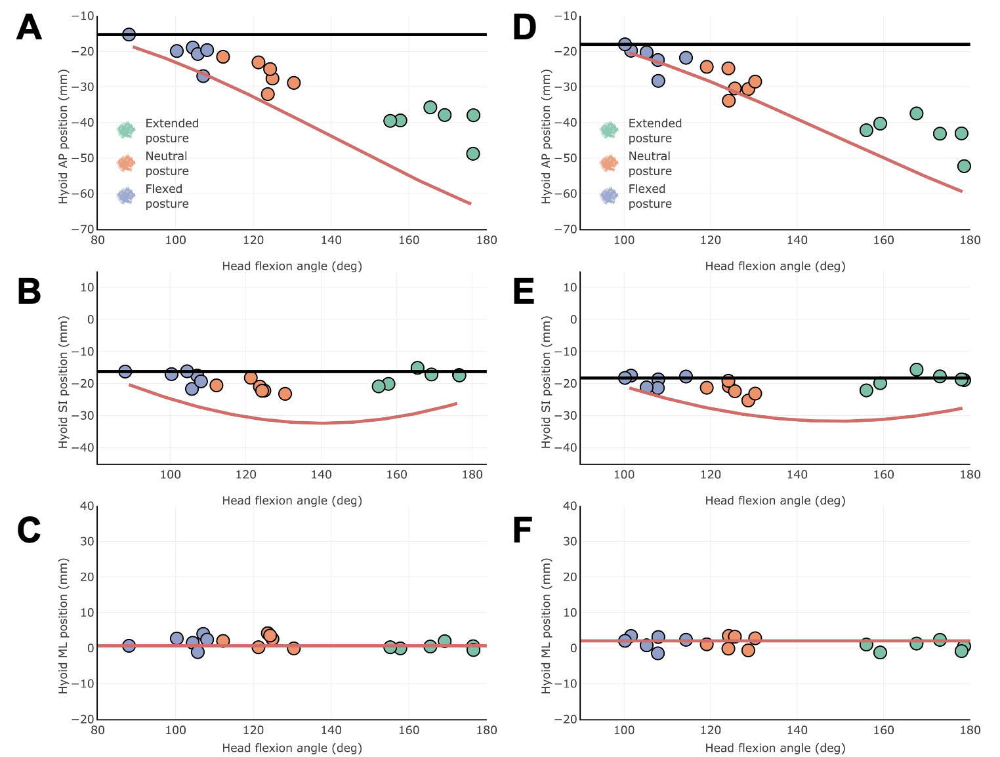 A
Hyoid AP position (mm)
−10
−20
−30
−40
−50
−60
−70
Extended
posture
Neutral
posture
Flexed
posture
80 100 120 140 160 180
Head flexion angle (deg)
D
Hyoid AP position (mm)
−10
−20
−30
−40
−50
−60
−70
Extended
posture
Neutral
posture
Flexed
posture
100 120 140 160 180
Head flexion angle (deg)
B
Hyoid SI position (mm)
10
0
−10
−20
−30
−40
100 120 140 160 180
Head flexion angle (deg)
E
Hyoid SI position (mm)
10
0
−10
−20
−30
−40
100 120 140 160 180
Head flexion angle (deg)
C
Hyoid ML position (mm)
40
30
20
10
0
−10
−20
80 100 120 140 160 180
Head flexion angle (deg)
F
Hyoid ML position (mm)
40
30
20
10
0
−10
−20
100 120 140 160 180
Head flexion angle (deg)